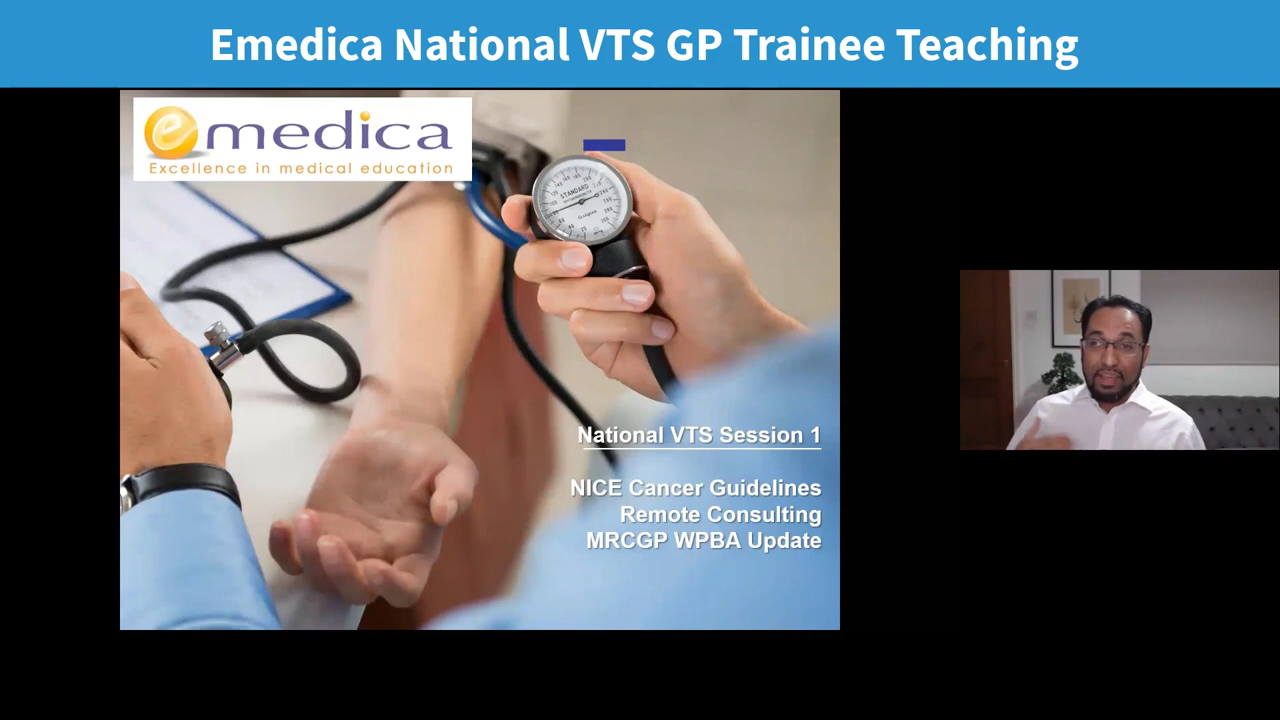 Emedica National VTS GP Trainee Teaching
emedica
Excellence in medical education
STANDARD
National VTS Session 1
NICE Cancer Guidelines
Remote Consulting
MRCGP WPBA Update